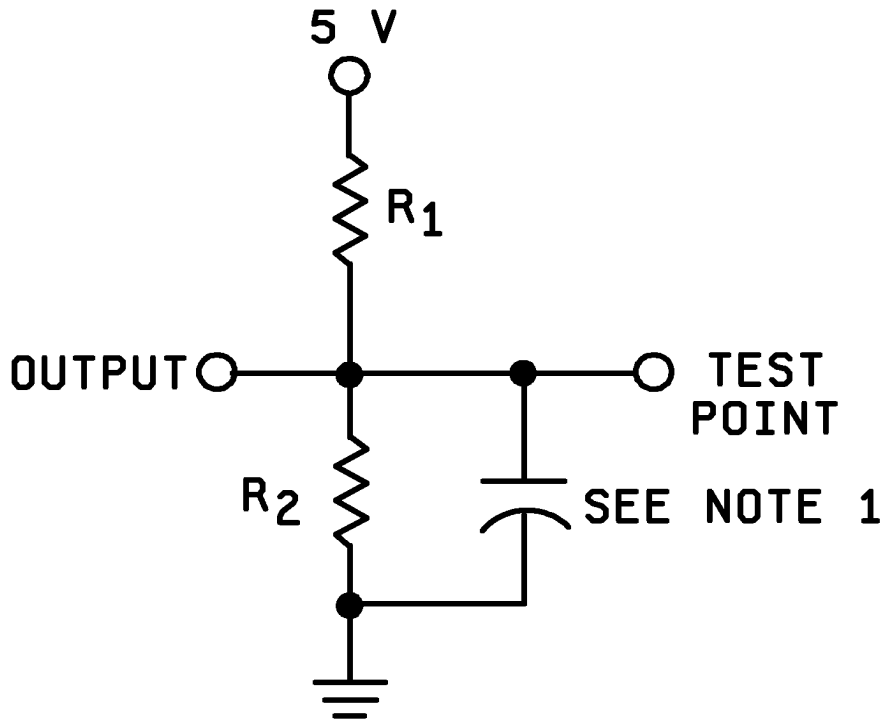 5 V
R1
OUTPUT
TEST
POINT
R2
SEE NOTE 1